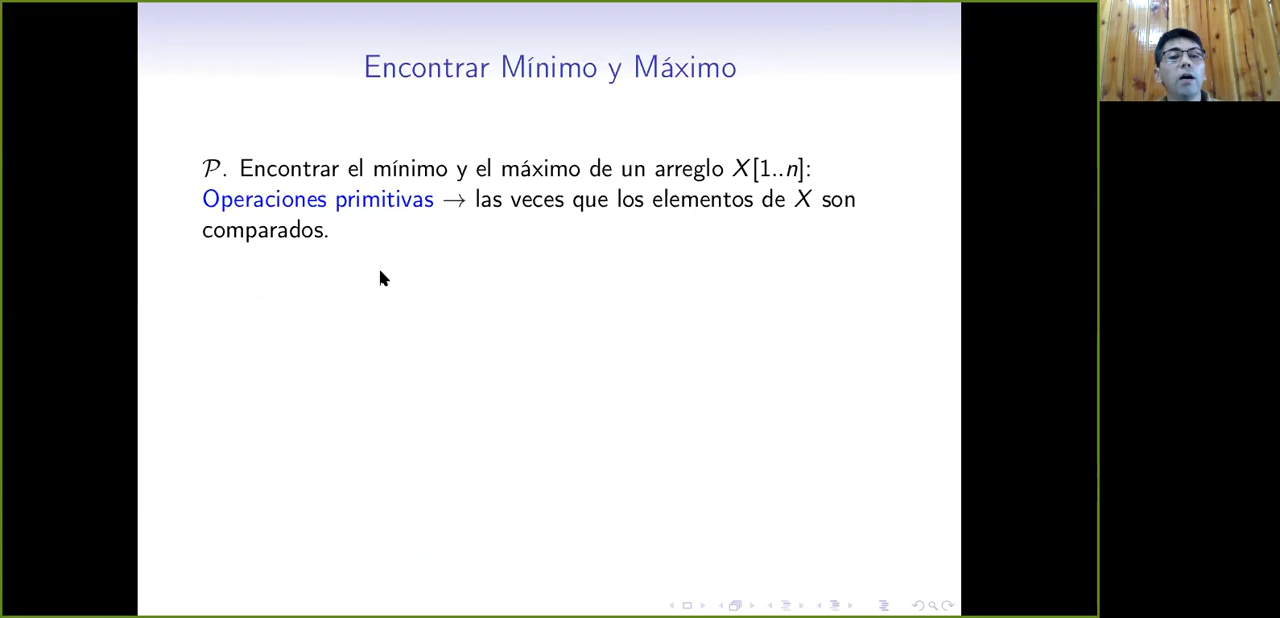 Encontrar Mínimo y Máximo
𝒫. Encontrar el mínimo y el máximo de un arreglo X[1..n]:
Operaciones primitivas → las veces que los elementos de X son
comparados.